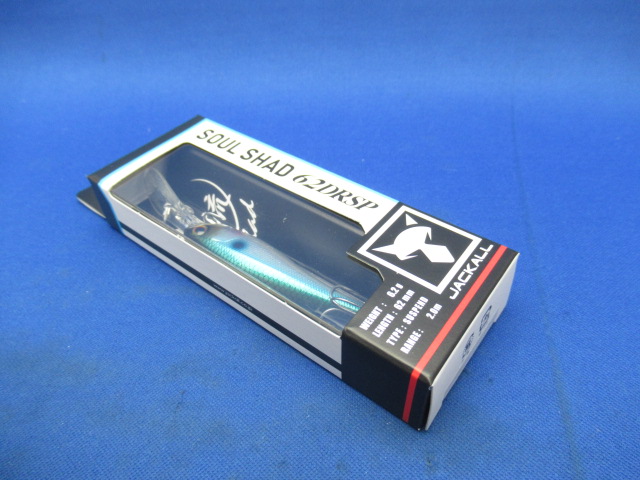 SOUL SHAD 62DRSP
JACKALL
WEIGHT : 6.2g
LENGTH : 62mm
TYPE : SUSPEND
RANGE : 2.0m